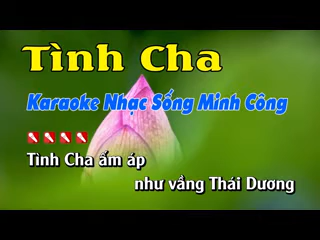 Tình Cha
Karaoke Nhạc Sống Minh Công
Tình Cha ấm áp
như vầng Thái Dương